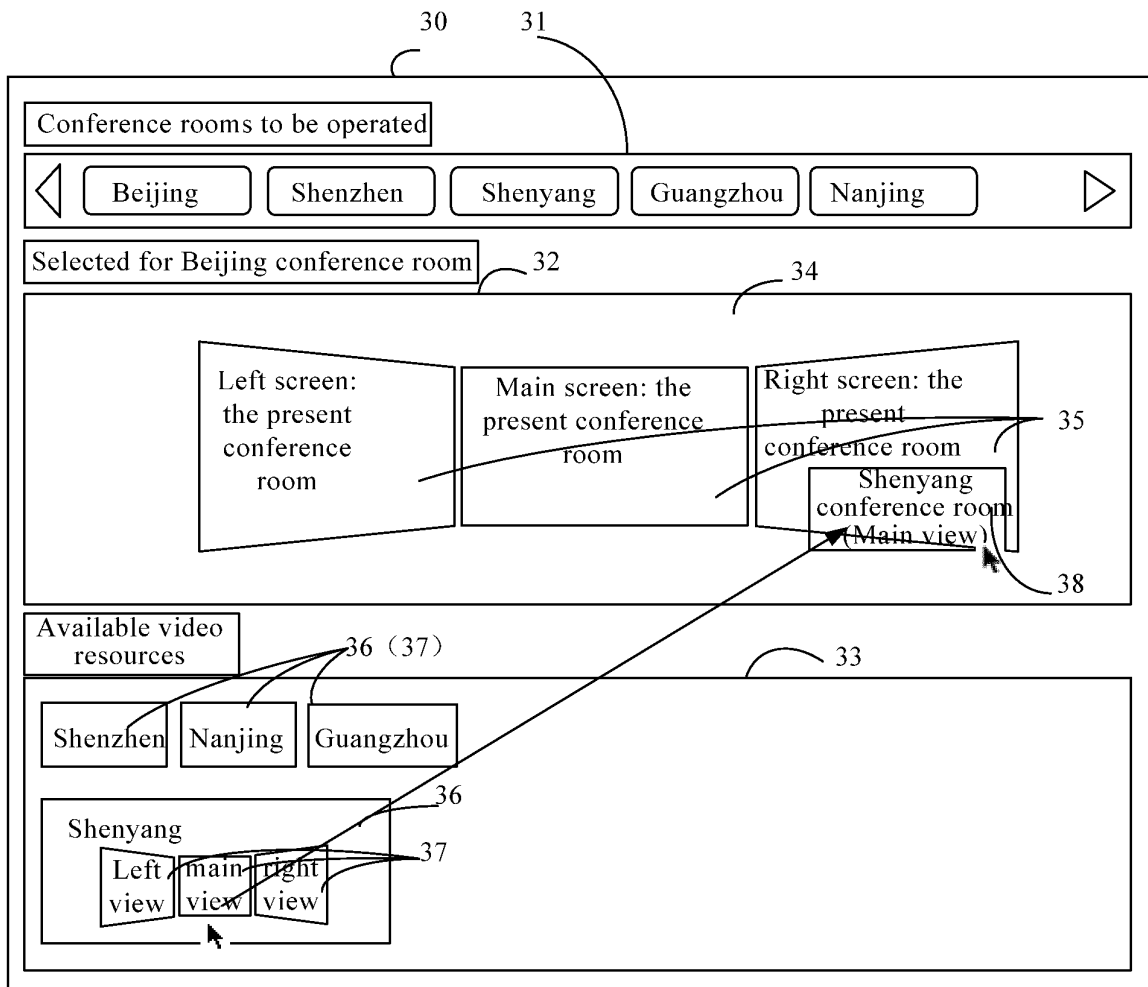 30
31
Conference rooms to be operated
Beijing
Shenzhen
Shenyang
Guangzhou
Nanjing
Selected for Beijing conference room
32
34
Left screen:
the present
conference
room
Main screen: the
present conference
room
Right screen: the
present
conference room
35
Shenyang
conference room
(Main view)
38
Available video
resources
36（37）
33
Shenzhen
Nanjing
Guangzhou
36
Shenyang
37
Left
view
main
view
right
view